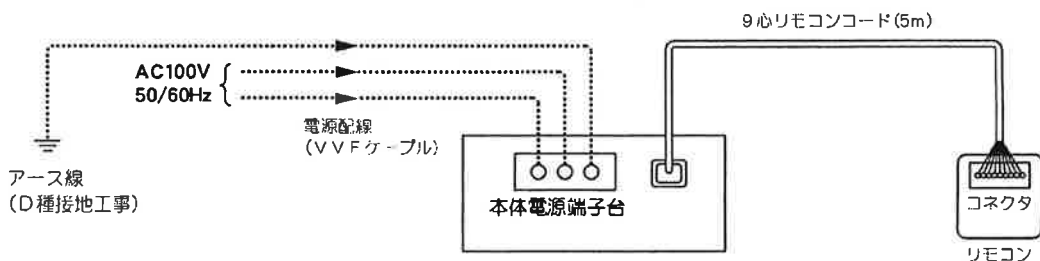 9心リモコンコード(5m)
AC100V
50/60Hz
電源配線
(VVFケーブル)
アース線
(D種接地工事)
本体電源端子台
コネクタ
リモコン